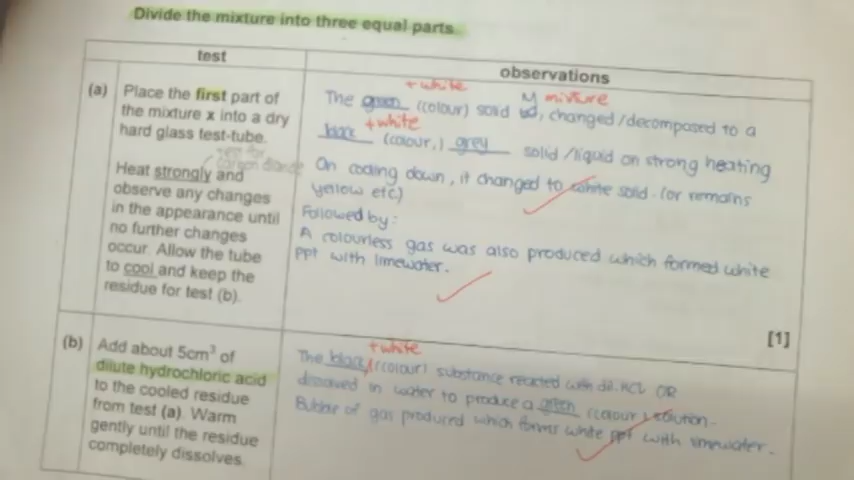 Divide the mixture into three equal parts.
test
observations
(a)
Place the first part of
the mixture x into a dry
hard glass test-tube.
Heat strongly and
observe any changes
in the appearance until
no further changes
occur. Allow the tube
to cool and keep the
residue for test (b).
test for
carbon dioxide
+ white
M mixture
The green (colour) solid, changed/decomposed to a
+ white
black (colour,) grey solid/liquid on strong heating
On cooling down, it changed to white solid. (or remains
yellow etc)
Followed by:
A colourless gas was also produced which formed white
ppt with limewater.
[1]
(b)
Add about 5cm³ of
dilute hydrochloric acid
to the cooled residue
from test (a). Warm
gently until the residue
completely dissolves.
+ white
The black (colour) substance reacted with dil. HCl OR
dissolved in water to produce a green (colour) solution.
Bubble of gas produced which forms white ppt with limewater.